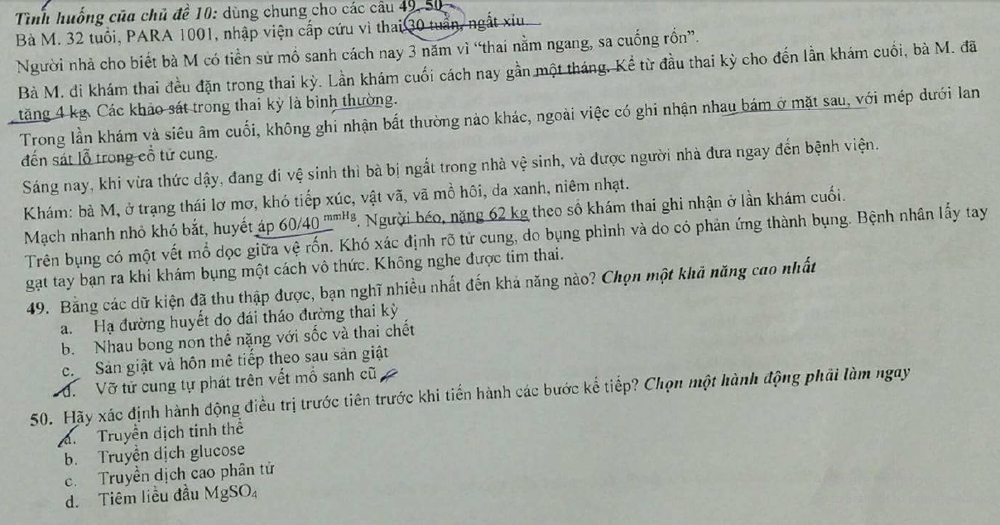 Tình huống của chủ đề 10: dùng chung cho các câu 49, 50
Bà M. 32 tuổi, PARA 1001, nhập viện cấp cứu vì thai 30 tuần, ngất xỉu
Người nhà cho biết bà M có tiền sử mổ sanh cách nay 3 năm vì “thai nằm ngang, sa cuống rốn”.
Bà M. đi khám thai đều đặn trong thai kỳ. Lần khám cuối cách nay gần một tháng. Kể từ đầu thai kỳ cho đến lần khám cuối, bà M. đã
tăng 4 kg. Các khảo sát trong thai kỳ là bình thường.
Trong lần khám và siêu âm cuối, không ghi nhận bất thường nào khác, ngoài việc có ghi nhận nhau bám ở mặt sau, với mép dưới lan
đến sát lỗ trong cổ tử cung.
Sáng nay, khi vừa thức dậy, đang đi vệ sinh thì bà bị ngất trong nhà vệ sinh, và được người nhà đưa ngay đến bệnh viện.
Khám: bà M, ở trạng thái lơ mơ, khó tiếp xúc, vật vã, vã mồ hôi, da xanh, niêm nhạt.
Mạch nhanh nhỏ khó bắt, huyết áp 60/40 mmHg. Người béo, nặng 62 kg theo sổ khám thai ghi nhận ở lần khám cuối.
Trên bụng có một vết mổ dọc giữa vệ rốn. Khó xác định rõ tử cung, do bụng phình và do có phản ứng thành bụng. Bệnh nhân lấy tay
gạt tay bạn ra khi khám bụng một cách vô thức. Không nghe được tim thai.
49. Bằng các dữ kiện đã thu thập được, bạn nghĩ nhiều nhất đến khả năng nào? Chọn một khả năng cao nhất
a. Hạ đường huyết do đái tháo đường thai kỳ
b. Nhau bong non thể nặng với sốc và thai chết
c. Sản giật và hôn mê tiếp theo sau sản giật
d. Vỡ tử cung tự phát trên vết mổ sanh cũ
50. Hãy xác định hành động điều trị trước tiên trước khi tiến hành các bước kế tiếp? Chọn một hành động phải làm ngay
a. Truyền dịch tinh thể
b. Truyền dịch glucose
c. Truyền dịch cao phân tử
d. Tiêm liều đầu MgSO₄